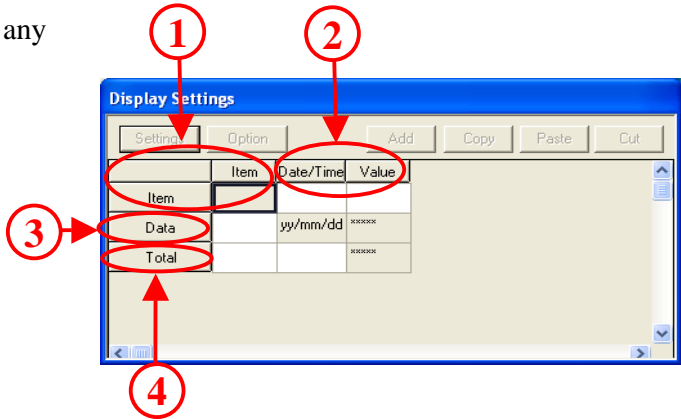 any
1
2
Display Settings
Settings Option Add Copy Paste Cut
Item Date/Time Value
Item
Data yy/mm/dd *****
Total *****
3
4